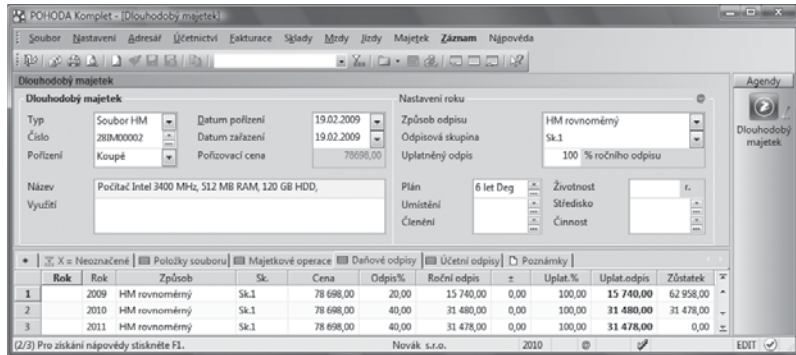 POHODA Komplet - [Dlouhodobý majetek]
Soubor Nastavení Adresář Účetnictví Fakturace Sklady Mzdy Jízdy Majetek Záznam Nápověda
Dlouhodobý majetek
Agendy
Dlouhodobý majetek
Dlouhodobý majetek
Typ Soubor HM
Číslo 28IM00002
Pořízení Koupě
Datum pořízení 19.02.2009
Datum zařazení 19.02.2009
Pořizovací cena 78698,00
Nastavení roku
Způsob odpisu HM rovnoměrný
Odpisová skupina Sk.1
Uplatněný odpis 100 % ročního odpisu
Název Počítač Intel 3400 MHz, 512 MB RAM, 120 GB HDD,
Využití
Plán 6 let Deg
Umístění
Členění
Životnost r.
Středisko
Činnost
X = Neoznačené Položky souboru Majetkové operace Daňové odpisy Účetní odpisy Poznámky
Rok Rok Způsob Sk. Cena Odpis% Roční odpis ± Uplat.% Uplat.odpis Zůstatek
1 2009 HM rovnoměrný Sk.1 78 698,00 20,00 15 740,00 0,00 100,00 15 740,00 62 958,00
2 2010 HM rovnoměrný Sk.1 78 698,00 40,00 31 480,00 0,00 100,00 31 480,00 31 478,00
3 2011 HM rovnoměrný Sk.1 78 698,00 40,00 31 478,00 0,00 100,00 31 478,00 0,00
(2/3) Pro získání nápovědy stiskněte F1. Novák s.r.o. 2010 @ EDIT